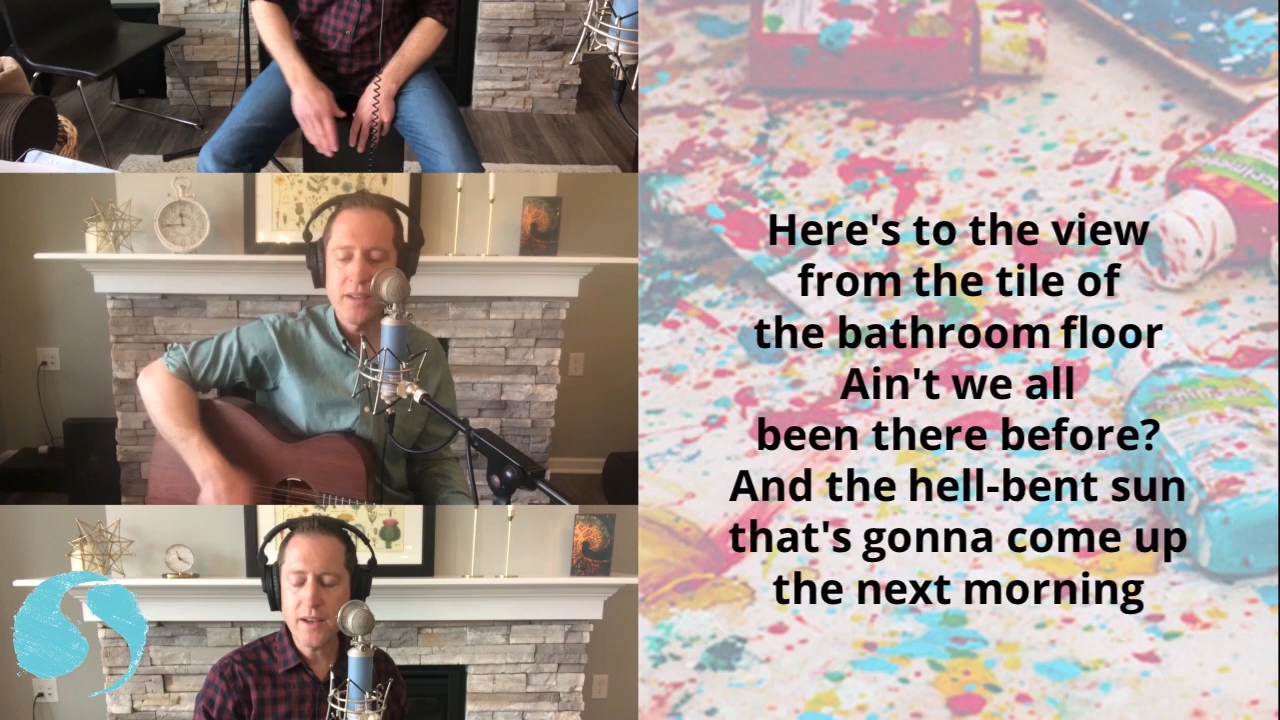 Here's to the view
from the tile of
the bathroom floor
Ain't we all
been there before?
And the hell-bent sun
that's gonna come up
the next morning